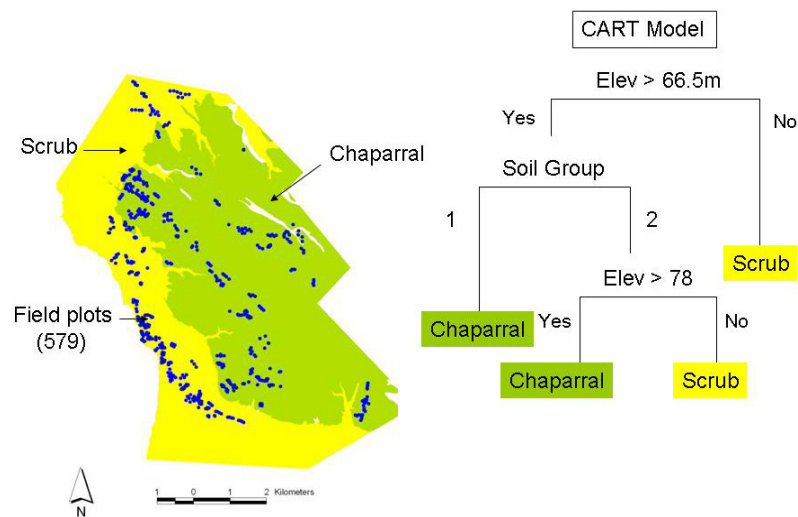 CART Model
Elev > 66.5m
Yes
No
Scrub
Chaparral
Soil Group
1
2
Scrub
Elev > 78
Field plots
(579)
Chaparral
Yes
No
Chaparral
Scrub
1 0 1 2 Kilometers
N